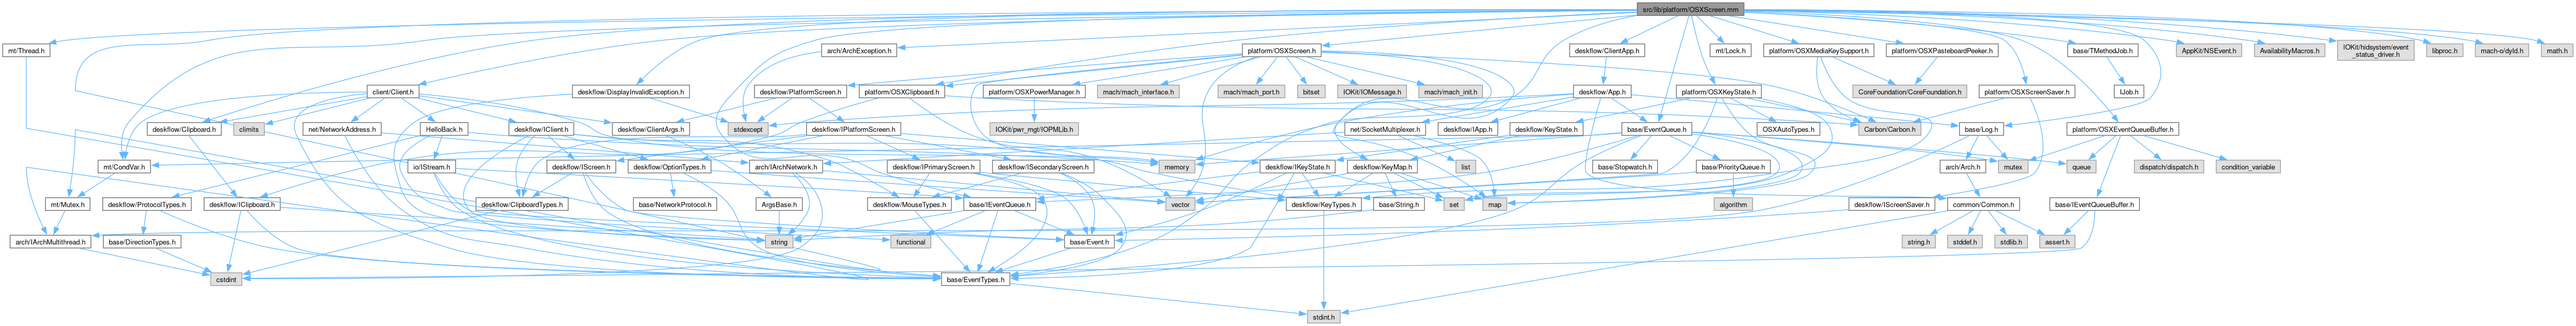 src/lib/platform/OSXScreen.mm
mt/Thread.h
arch/ArchException.h
platform/OSXScreen.h
deskflow/ClientApp.h
mt/Lock.h
platform/OSXMediaKeySupport.h
platform/OSXPasteboardPeeker.h
base/TMethodJob.h
AppKit/NSEvent.h
AvailabilityMacros.h
IOKit/hidsystem/event
_status_driver.h
libproc.h
mach-o/dyld.h
math.h
client/Client.h
deskflow/DisplayInvalidException.h
deskflow/PlatformScreen.h
platform/OSXClipboard.h
platform/OSXPowerManager.h
mach/mach_interface.h
mach/mach_port.h
bitset
IOKit/IOMessage.h
mach/mach_init.h
deskflow/App.h
platform/OSXKeyState.h
CoreFoundation/CoreFoundation.h
platform/OSXScreenSaver.h
IJob.h
deskflow/Clipboard.h
climits
net/NetworkAddress.h
HelloBack.h
deskflow/IClient.h
deskflow/ClientArgs.h
stdexcept
deskflow/IPlatformScreen.h
IOKit/pwr_mgt/IOPMLib.h
net/SocketMultiplexer.h
deskflow/IApp.h
deskflow/KeyState.h
base/EventQueue.h
OSXAutoTypes.h
Carbon/Carbon.h
base/Log.h
platform/OSXEventQueueBuffer.h
mt/CondVar.h
io/IStream.h
deskflow/IScreen.h
deskflow/OptionTypes.h
arch/IArchNetwork.h
deskflow/IPrimaryScreen.h
deskflow/ISecondaryScreen.h
memory
deskflow/IKeyState.h
list
deskflow/KeyMap.h
base/Stopwatch.h
base/PriorityQueue.h
mutex
arch/Arch.h
queue
dispatch/dispatch.h
condition_variable
mt/Mutex.h
deskflow/ProtocolTypes.h
deskflow/IClipboard.h
deskflow/ClipboardTypes.h
base/NetworkProtocol.h
ArgsBase.h
deskflow/MouseTypes.h
base/IEventQueue.h
vector
deskflow/KeyTypes.h
base/String.h
set
map
algorithm
deskflow/IScreenSaver.h
common/Common.h
base/IEventQueueBuffer.h
arch/IArchMultithread.h
base/DirectionTypes.h
string
functional
base/Event.h
string.h
stddef.h
stdlib.h
assert.h
cstdint
base/EventTypes.h
stdint.h